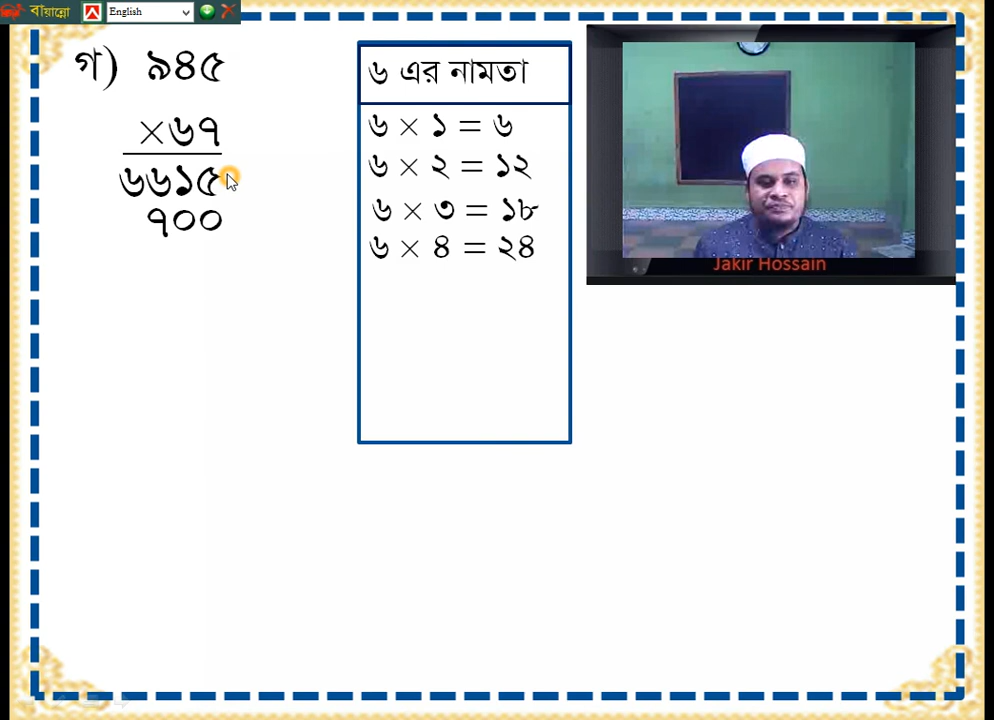 বায়ান্নো English
গ) ৯৪৫
×৬৭
৬৬১৫
৭০০
৬ এর নামতা
৬ × ১ = ৬
৬ × ২ = ১২
৬ × ৩ = ১৮
৬ × ৪ = ২৪
Jakir Hossain